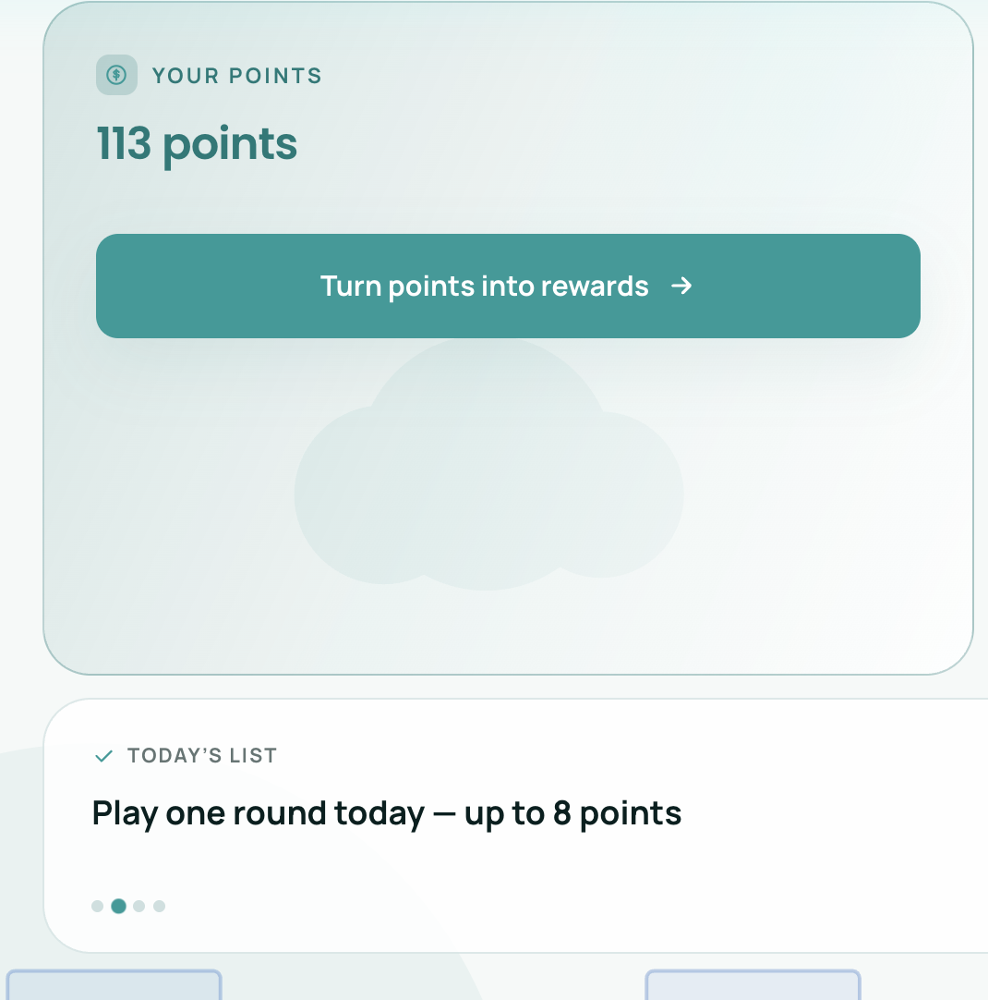 YOUR POINTS
113 points
Turn points into rewards →
TODAY’S LIST
Play one round today — up to 8 points